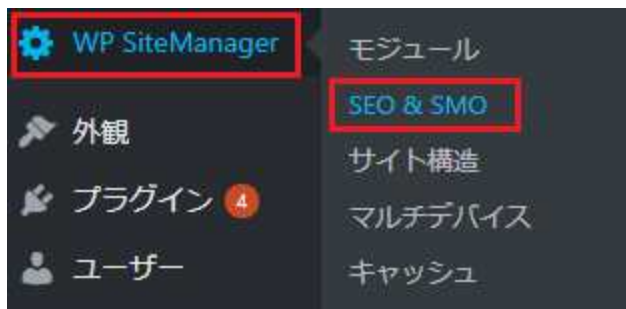 WP SiteManager
外観
プラグイン 4
ユーザー
モジュール
SEO & SMO
サイト構造
マルチデバイス
キャッシュ